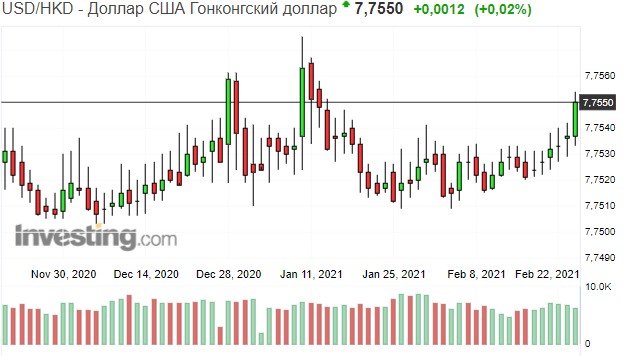 USD/HKD - Доллар США Гонконгский доллар 7,7550 +0,0012 (+0,02%)
7,7560
7,7550
7,7540
7,7530
7,7520
7,7510
7,7500
7,7490
Investing.com
Nov 30, 2020 Dec 14, 2020 Dec 28, 2020 Jan 11, 2021 Jan 25, 2021 Feb 8, 2021 Feb 22, 2021
10.0K
0